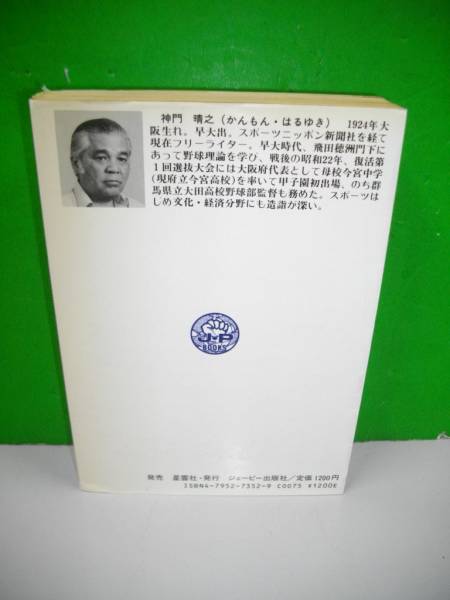 神門　晴之（かんもん・はるゆき）　1924年大
阪生れ。早大出。スポーツニッポン新聞社を経て
現在フリーライター。早大時代、飛田穂洲門下に
あって野球理論を学び、戦後の昭和22年、復活第
1回選抜大会には大阪府代表として母校今宮中学
（現府立今宮高校）を率いて甲子園初出場、のち群
馬県立大田高校野球部監督も務めた。スポーツは
じめ文化・経済分野にも造詣が深い。
J・P
BOOKS
発売　星雲社・発行　ジェーピー出版社／定価1200円
ISBN4-7952-7352-9　C0075　¥1200E